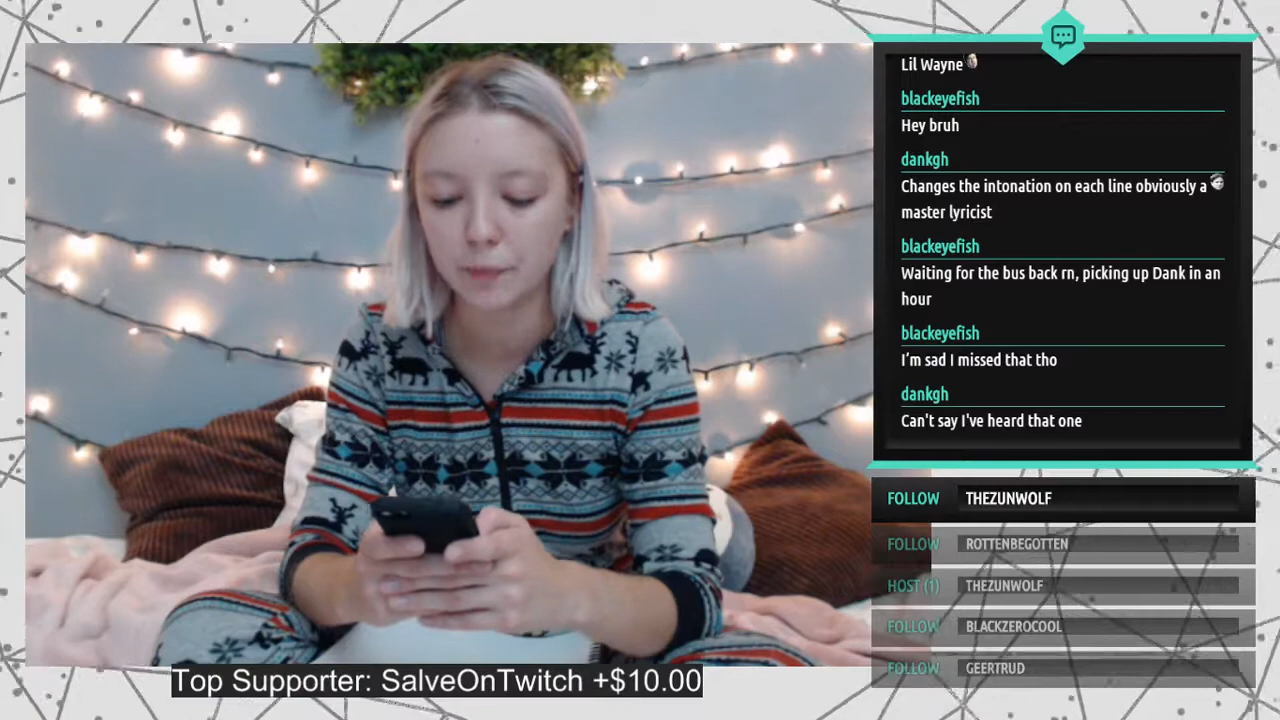 Lil Wayne
blackeyefish
Hey bruh
dankgh
Changes the intonation on each line obviously a
master lyricist
blackeyefish
Waiting for the bus back rn, picking up Dank in an
hour
blackeyefish
I'm sad I missed that tho
dankgh
Can't say I've heard that one
FOLLOW THEZUNWOLF
FOLLOW ROTTENBEGOTTEN
HOST (1) THEZUNWOLF
FOLLOW BLACKZEROCOOL
FOLLOW GEERTRUD
Top Supporter: SalveOnTwitch +$10.00